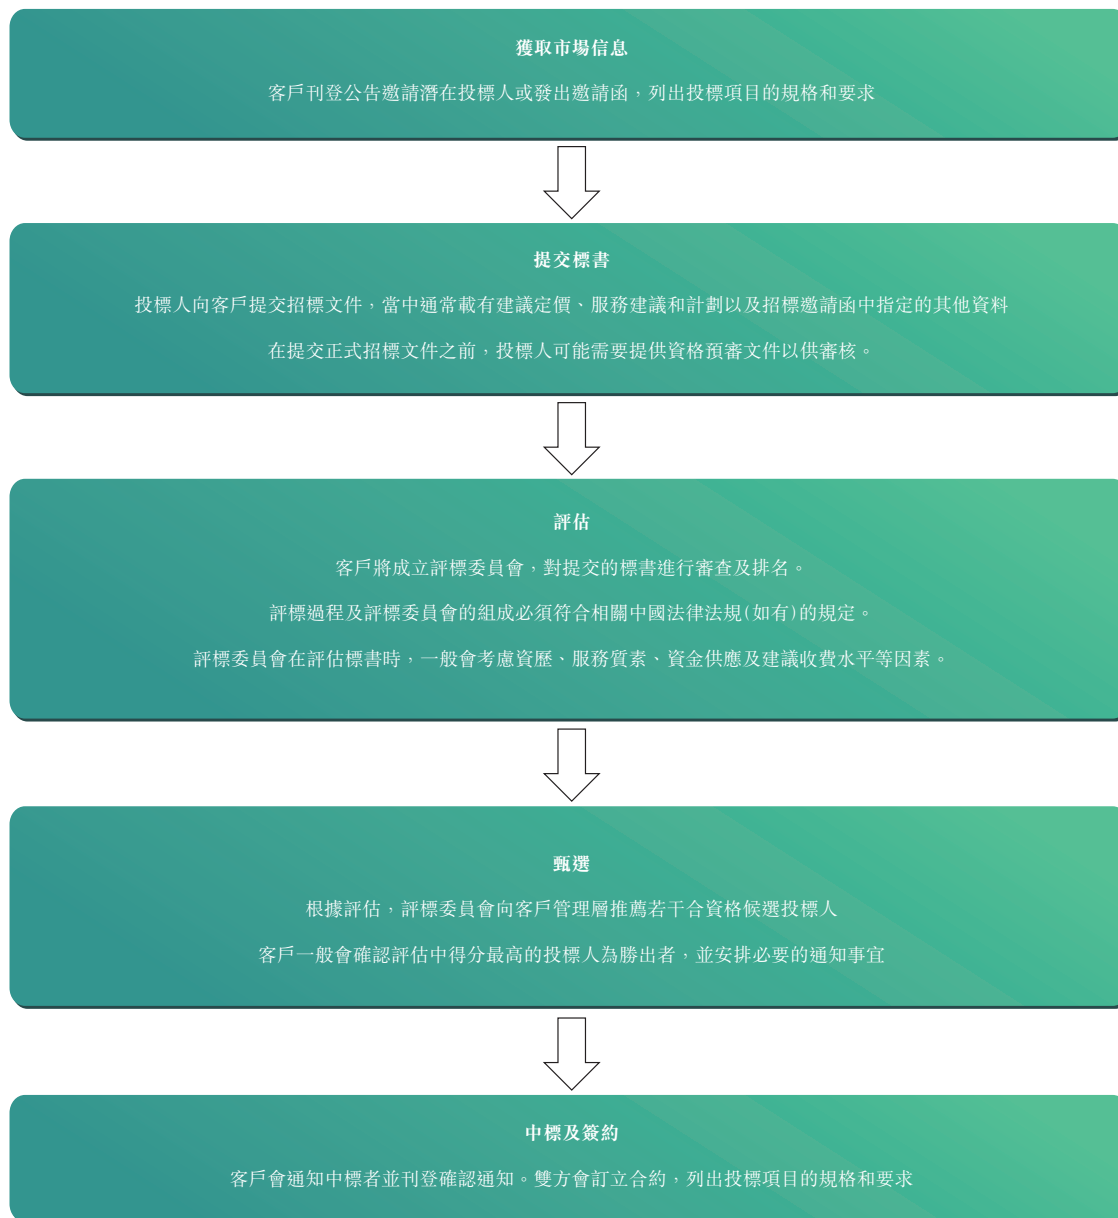 獲取市場信息
客戶刊登公告邀請潛在投標人或發出邀請函，列出投標項目的規格和要求
提交標書
投標人向客戶提交招標文件，當中通常載有建議定價、服務建議和計劃以及招標邀請函中指定的其他資料
在提交正式招標文件之前，投標人可能需要提供資格預審文件以供審核。
評估
客戶將成立評標委員會，對提交的標書進行審查及排名。
評標過程及評標委員會的組成必須符合相關中國法律法規(如有)的規定。
評標委員會在評估標書時，一般會考慮資歷、服務質素、資金供應及建議收費水平等因素。
甄選
根據評估，評標委員會向客戶管理層推薦若干合資格候選投標人
客戶一般會確認評估中得分最高的投標人為勝出者，並安排必要的通知事宜
中標及簽約
客戶會通知中標者並刊登確認通知。雙方會訂立合約，列出投標項目的規格和要求